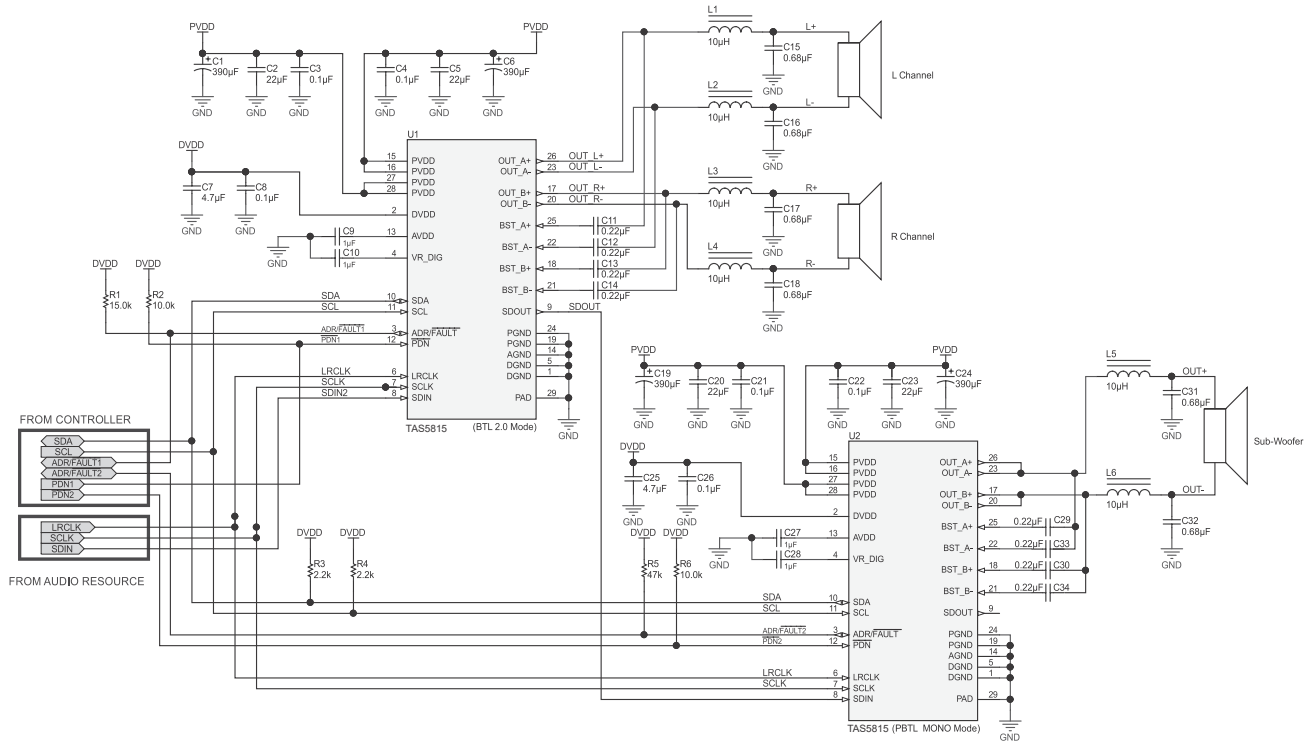 PVDD
C1
390µF
C2
22µF
C3
0.1µF
GND
GND
GND
PVDD
C4
0.1µF
C5
22µF
C6
390µF
GND
GND
GND
L1
10µH
L+
C15
0.68µF
GND
L Channel
L2
10µH
L-
C16
0.68µF
GND
L3
10µH
R+
C17
0.68µF
GND
R Channel
L4
10µH
R-
C18
0.68µF
GND
DVDD
C7
4.7µF
C8
0.1µF
GND
GND
U1
15 PVDD
16 PVDD
27 PVDD
28 PVDD
2 DVDD
13 AVDD
4 VR_DIG
10 SDA
11 SCL
3 ADR/FAULT
12 PDN
6 LRCLK
7 SCLK
8 SDIN
OUT_A+ 26 OUT_L+
OUT_A- 23 OUT_L-
OUT_B+ 17 OUT_R+
OUT_B- 20 OUT_R-
BST_A+ 25
BST_A- 22
BST_B+ 18
BST_B- 21
SDOUT 9 SDOUT
PGND 24
PGND 19
AGND 14
DGND 5
DGND 1
PAD 29
GND
TAS5815 (BTL 2.0 Mode)
C11
0.22µF
C12
0.22µF
C13
0.22µF
C14
0.22µF
C9
1µF
C10
1µF
GND
DVDD
R1
15.0k
DVDD
R2
10.0k
SDA
SCL
ADR/FAULT1
PDN1
LRCLK
SCLK
SDIN2
FROM CONTROLLER
SDA
SCL
ADR/FAULT1
ADR/FAULT2
PDN1
PDN2
LRCLK
SCLK
SDIN
FROM AUDIO RESOURCE
DVDD
R3
2.2k
DVDD
R4
2.2k
PVDD
C19
390µF
C20
22µF
C21
0.1µF
GND
GND
GND
PVDD
C22
0.1µF
C23
22µF
C24
390µF
GND
GND
GND
DVDD
C25
4.7µF
C26
0.1µF
GND
GND
C27
1µF
C28
1µF
GND
DVDD
R5
47k
DVDD
R6
10.0k
SDA
SCL
ADR/FAULT2
PDN2
LRCLK
SCLK
U2
15 PVDD
16 PVDD
27 PVDD
28 PVDD
2 DVDD
13 AVDD
4 VR_DIG
10 SDA
11 SCL
3 ADR/FAULT
12 PDN
6 LRCLK
7 SCLK
8 SDIN
OUT_A+ 26
OUT_A- 23
OUT_B+ 17
OUT_B- 20
BST_A+ 25
BST_A- 22
BST_B+ 18
BST_B- 21
SDOUT 9
PGND 24
PGND 19
AGND 14
DGND 5
DGND 1
PAD 29
GND
TAS5815 (PBTL MONO Mode)
0.22µF C29
0.22µF C33
0.22µF C30
0.22µF C34
L5
10µH
OUT+
C31
0.68µF
GND
Sub-Woofer
L6
10µH
OUT-
C32
0.68µF
GND